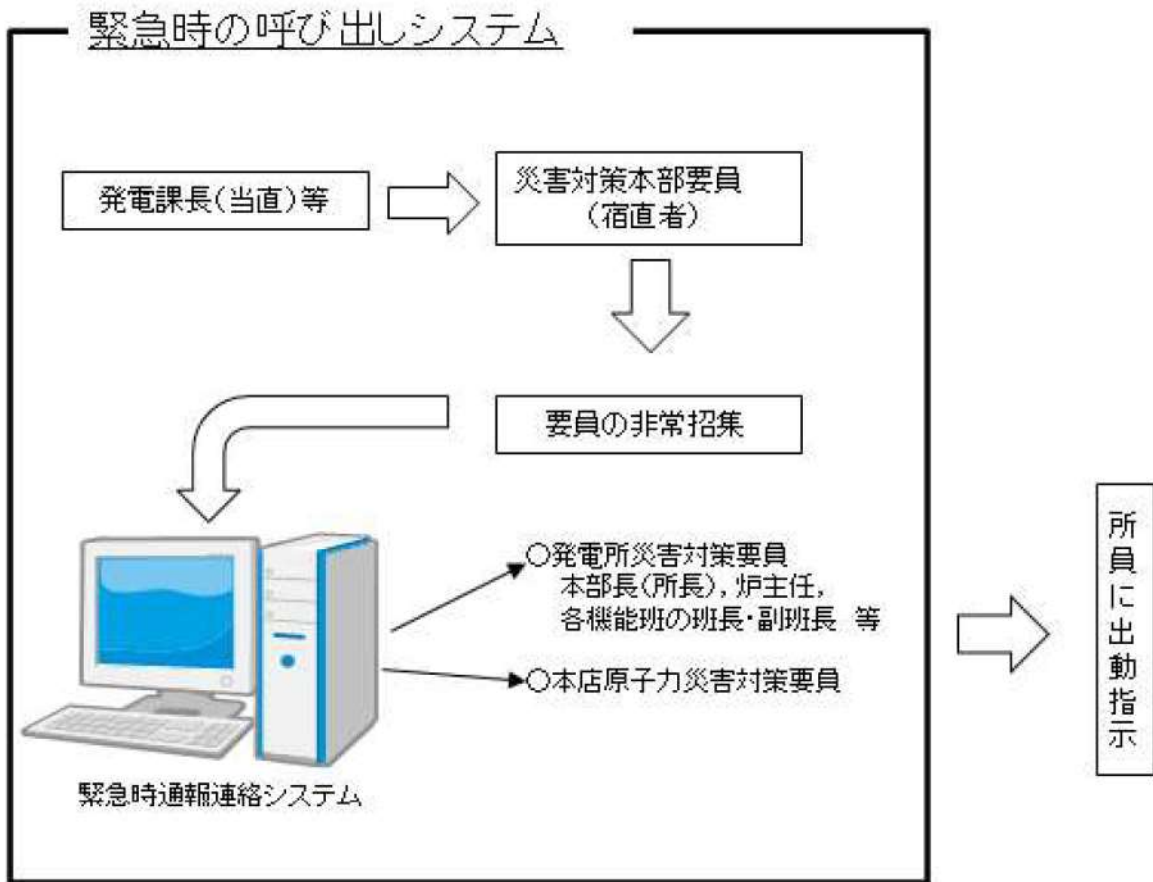 緊急時の呼び出しシステム
発電課長(当直)等
災害対策本部要員
(宿直者)
要員の非常招集
○発電所災害対策要員
本部長(所長),炉主任,
各機能班の班長・副班長 等
○本店原子力災害対策要員
緊急時通報連絡システム
所員に出動指示